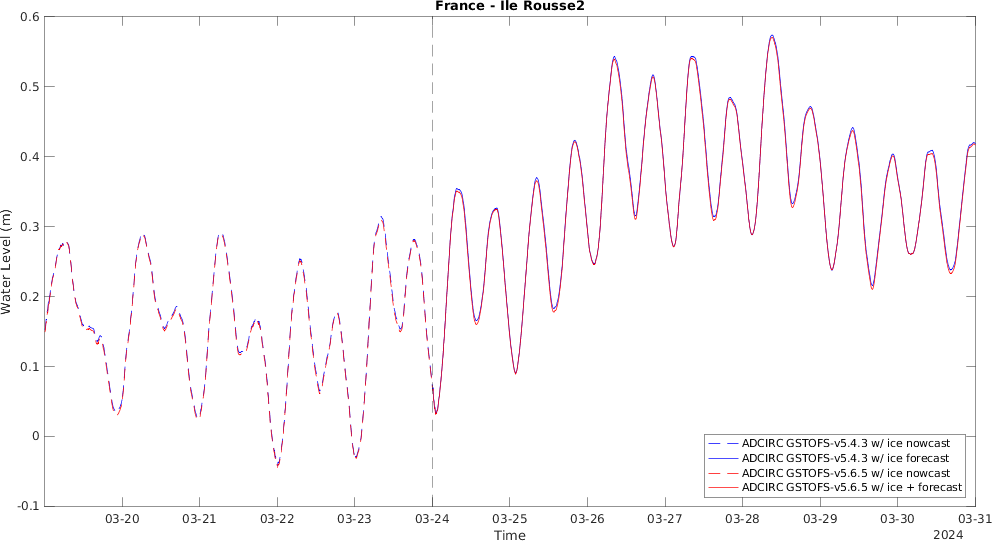 France - Ile Rousse2
Water Level (m)
0.6
0.5
0.4
0.3
0.2
0.1
0
-0.1
03-20 03-21 03-22 03-23 03-24 03-25 03-26 03-27 03-28 03-29 03-30 03-31
Time
2024
ADCIRC GSTOFS-v5.4.3 w/ ice nowcast
ADCIRC GSTOFS-v5.4.3 w/ ice forecast
ADCIRC GSTOFS-v5.6.5 w/ ice nowcast
ADCIRC GSTOFS-v5.6.5 w/ ice + forecast